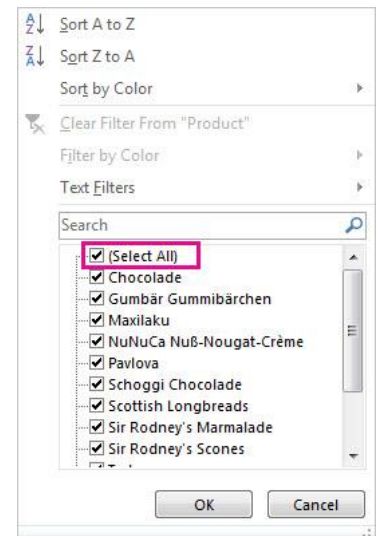 Sort A to Z
Sort Z to A
Sort by Color
Clear Filter From "Product"
Filter by Color
Text Filters
Search
(Select All)
Chocolade
Gumbär Gummibärchen
Maxilaku
NuNuCa Nuß-Nougat-Crème
Pavlova
Schoggi Chocolade
Scottish Longbreads
Sir Rodney's Marmalade
Sir Rodney's Scones
OK Cancel